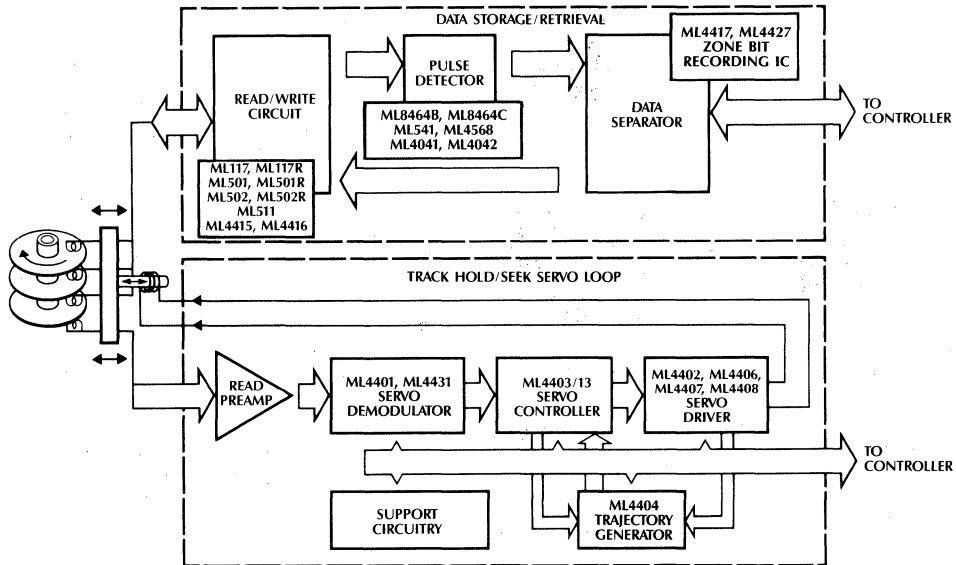 DATA STORAGE/RETRIEVAL
ML4417, ML4427
ZONE BIT
RECORDING IC
PULSE
DETECTOR
READ/WRITE
CIRCUIT
DATA
SEPARATOR
TO
CONTROLLER
ML8464B, ML8464C
ML541, ML4568
ML4041, ML4042
ML117, ML117R
ML501, ML501R
ML502, ML502R
ML511
ML4415, ML4416
TRACK HOLD/SEEK SERVO LOOP
READ
PREAMP
ML4401, ML4431
SERVO
DEMODULATOR
ML4403/13
SERVO
CONTROLLER
ML4402, ML4406,
ML4407, ML4408
SERVO
DRIVER
TO
CONTROLLER
SUPPORT
CIRCUITRY
ML4404
TRAJECTORY
GENERATOR